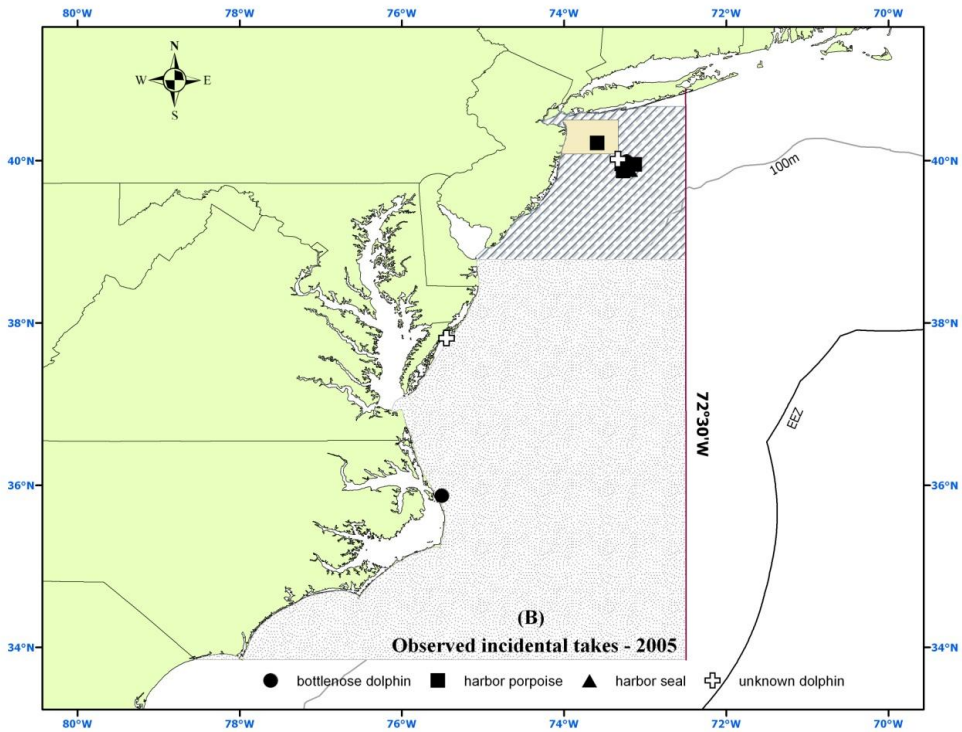 80°W 78°W 76°W 74°W 72°W 70°W
N
W E
S
40°N 40°N
100m
38°N 38°N
72°30'W
EEZ
36°N 36°N
(B)
34°N Observed incidental takes - 2005 34°N
bottlenose dolphin harbor porpoise harbor seal unknown dolphin
80°W 78°W 76°W 74°W 72°W 70°W